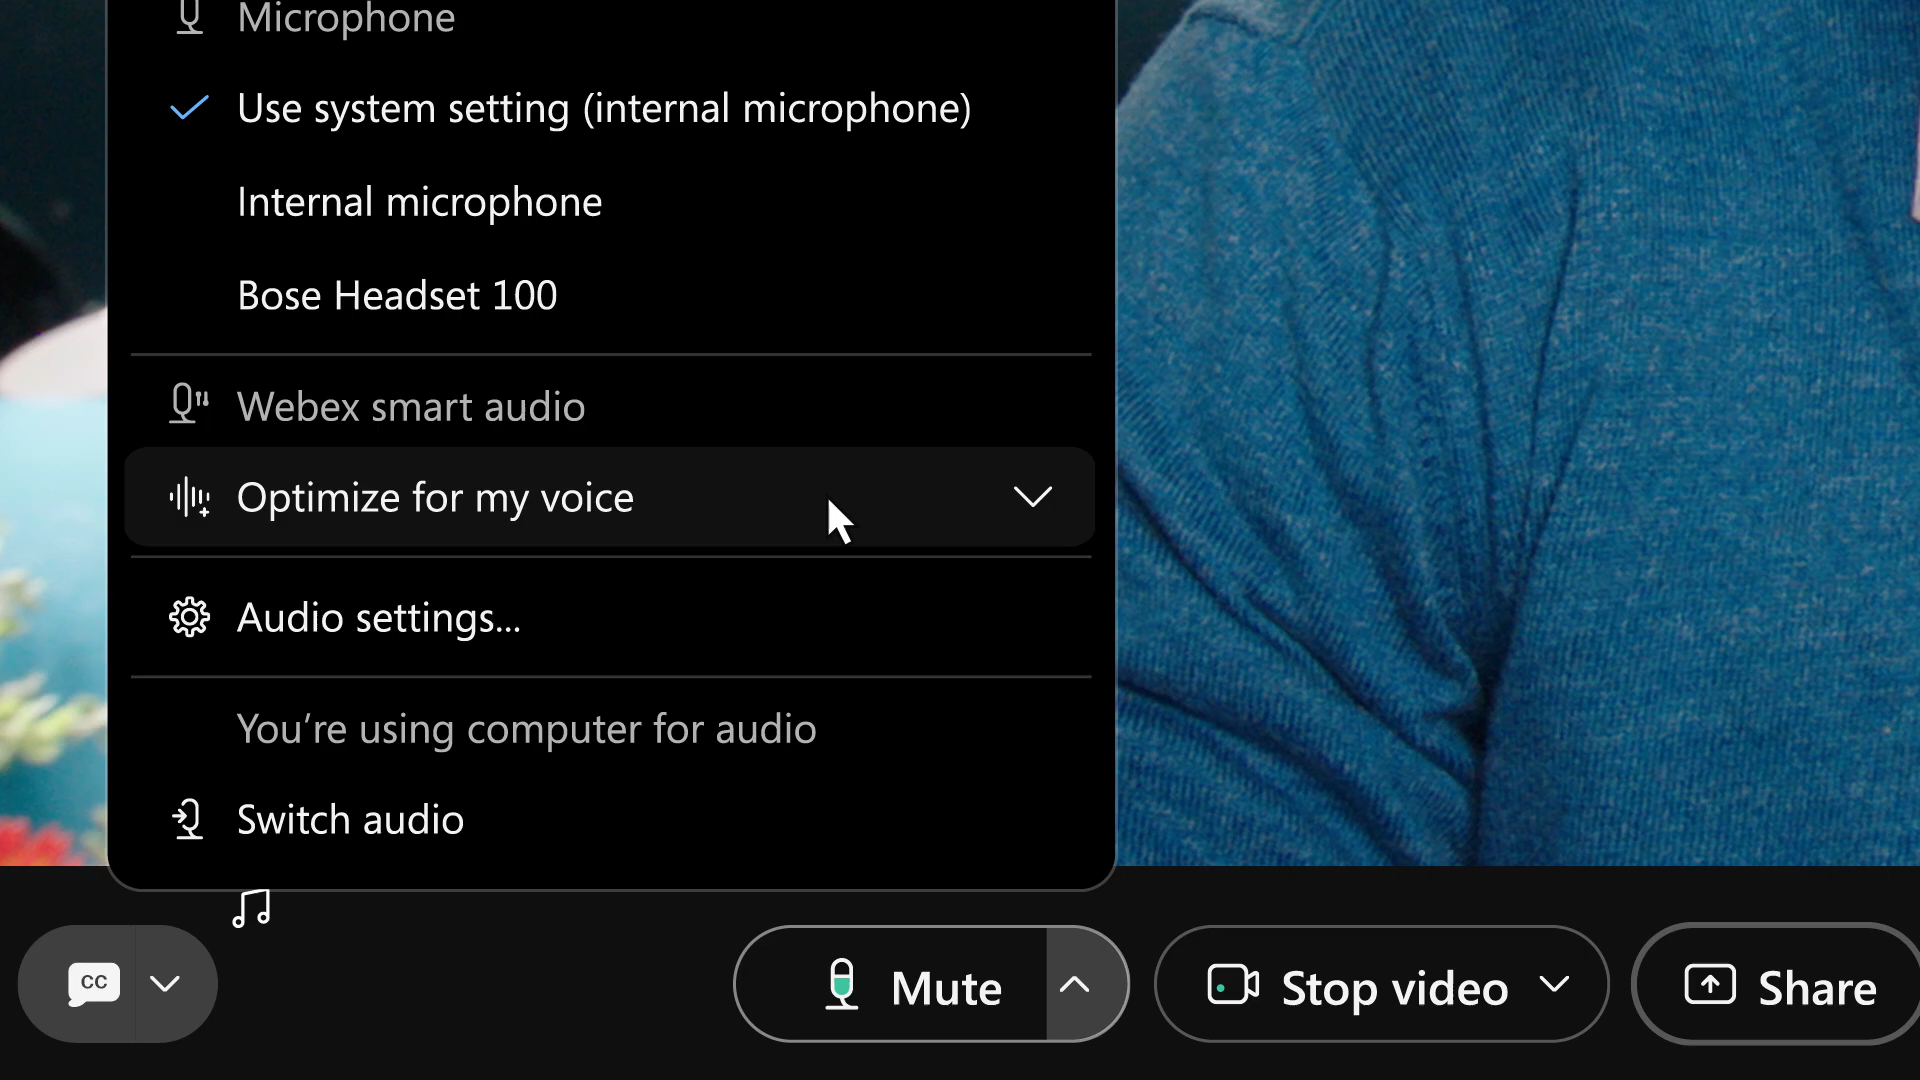 Microphone
Use system setting (internal microphone)
Internal microphone
Bose Headset 100
Webex smart audio
Optimize for my voice
Audio settings...
You’re using computer for audio
Switch audio
CC
Mute
Stop video
Share